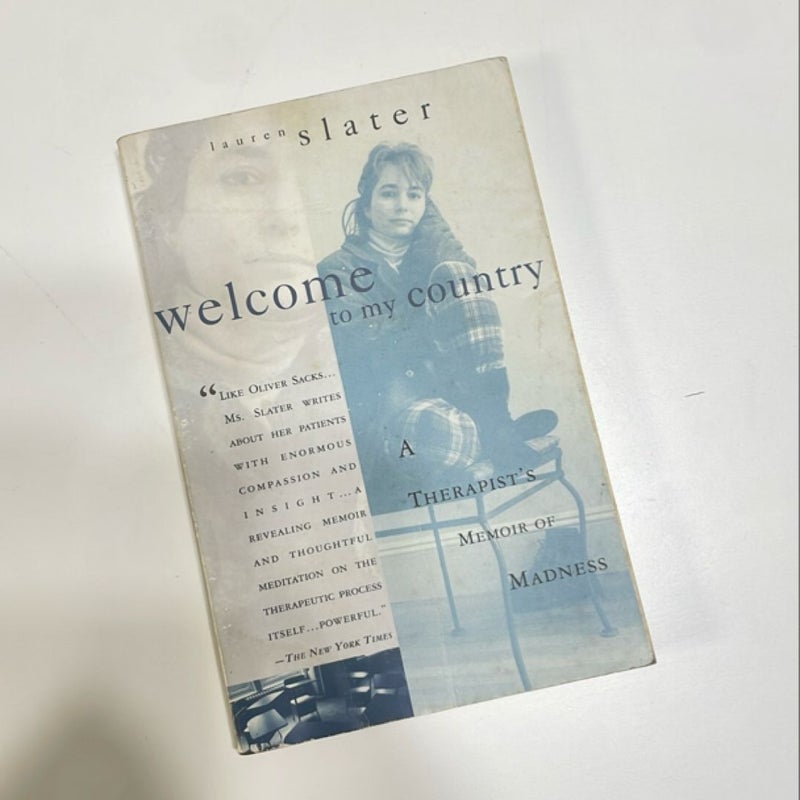 lauren slater
welcome
to my country
“LIKE OLIVER SACKS...
MS. SLATER WRITES
ABOUT HER PATIENTS
WITH ENORMOUS
COMPASSION AND
INSIGHT...A
REVEALING MEMOIR
AND THOUGHTFUL
MEDITATION ON THE
THERAPEUTIC PROCESS
ITSELF...POWERFUL.”
—THE NEW YORK TIMES
A
THERAPIST'S
MEMOIR OF
MADNESS